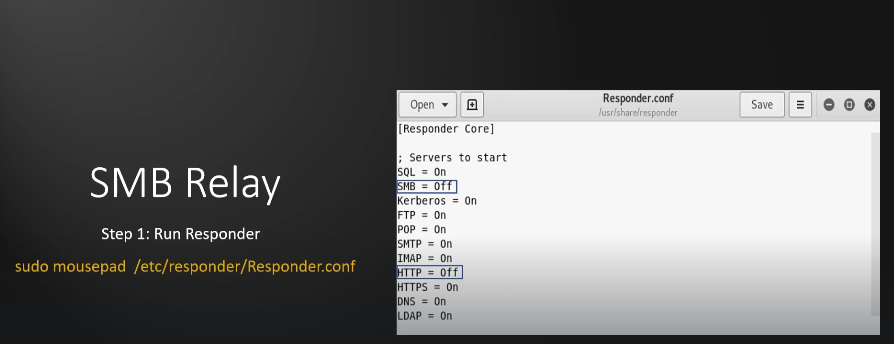 SMB Relay
Step 1: Run Responder
sudo mousepad /etc/responder/Responder.conf
Open
Responder.conf
/usr/share/responder
Save
[Responder Core]
; Servers to start
SQL = On
SMB = Off
Kerberos = On
FTP = On
POP = On
SMTP = On
IMAP = On
HTTP = Off
HTTPS = On
DNS = On
LDAP = On